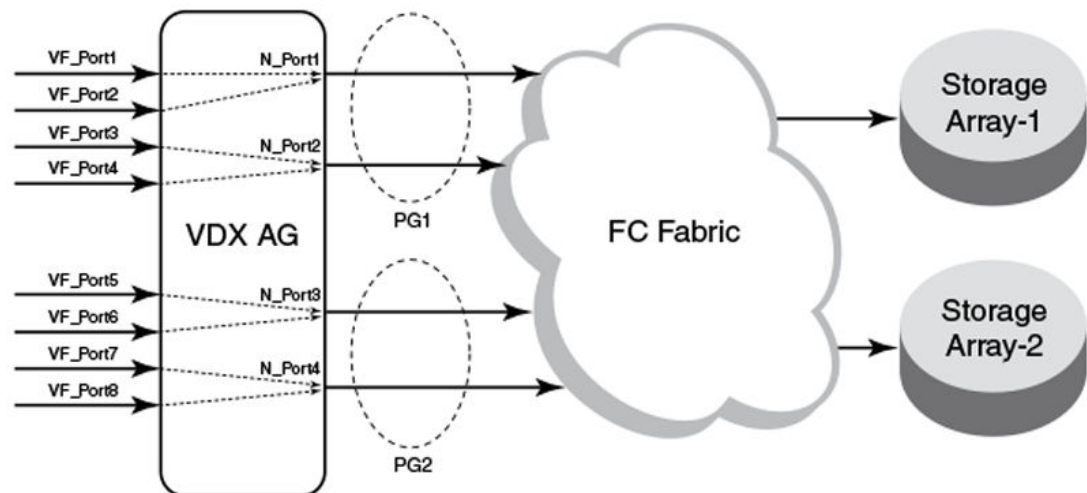 VF_Port1
VF_Port2
VF_Port3
VF_Port4
VF_Port5
VF_Port6
VF_Port7
VF_Port8
VDX AG
N_Port1
N_Port2
N_Port3
N_Port4
PG1
PG2
FC Fabric
Storage
Array-1
Storage
Array-2